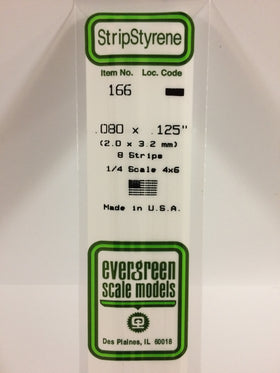 StripStyrene
Item No. Loc. Code
166
.080 x .125"
(2.0 x 3.2 mm)
8 Strips
1/4 Scale 4x6
Made in U.S.A.
evergreen
scale models
Des Plaines, IL 60018